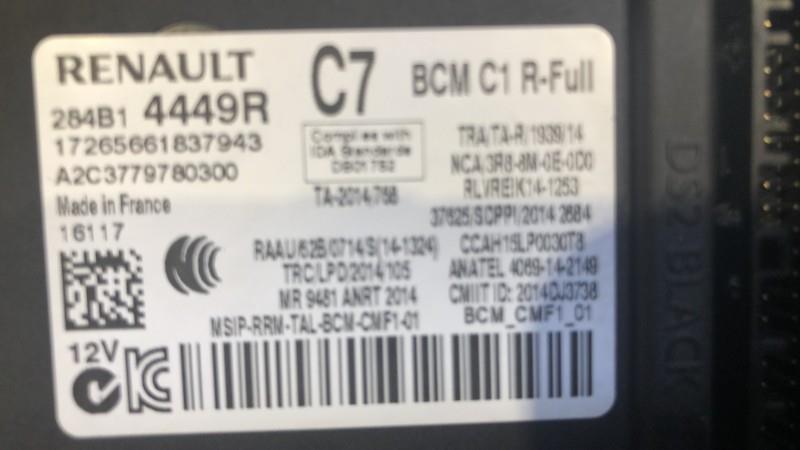 RENAULT
C7
BCM C1 R-Full
284B1 4449R
17265661837943
A2C3779780300
Made in France
16117
Complies with
IDA Standards
DB01752
TA-2014/758
TRA/TA-R/1939/14
NCA/3R8-8M-0E-0D0
RLVREIK14-1253
37625/SDPPI/2014 2684
RAAU/62B/0714/S(14-1324)
CCAH15LP0030T8
TRC/LPD/2014/105
ANATEL 4069-14-2149
MR 9481 ANRT 2014
CMIIT ID: 2014DJ3738
MSIP-RRM-TAL-BCM-CMF1-01
BCM_CMF1_01
12V
DS2 BLACK